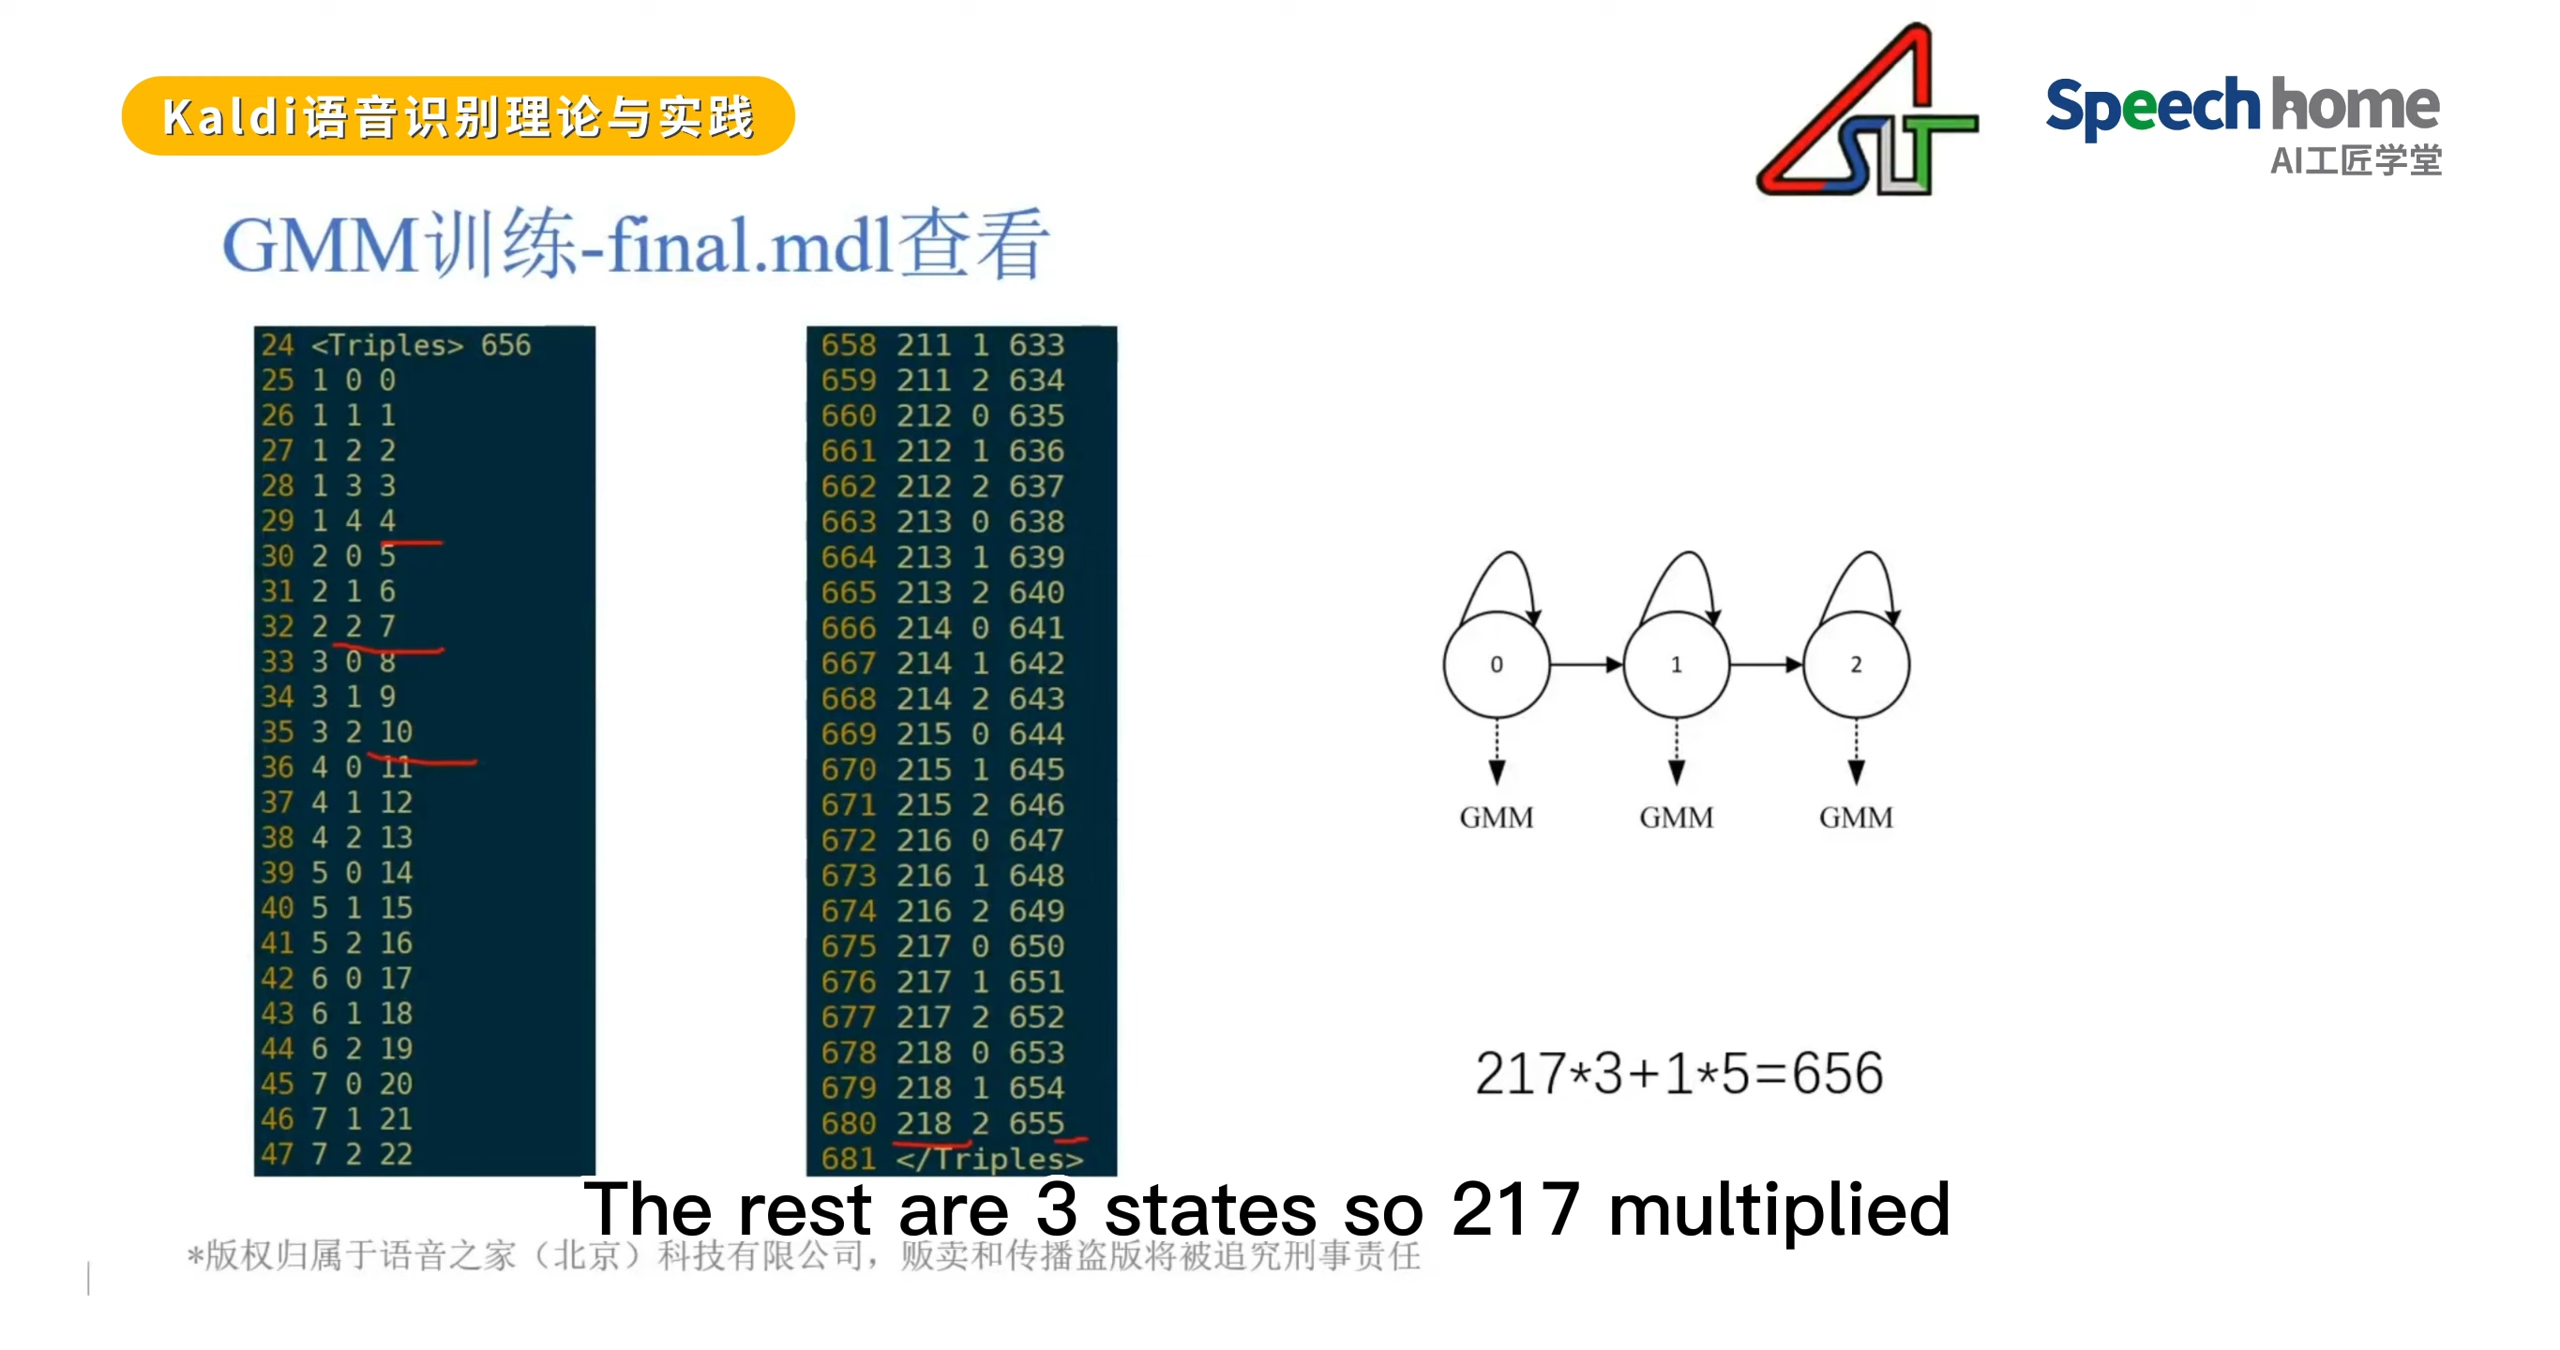 Kaldi语音识别理论与实践
SLT
Speech home
AI工匠学堂
GMM训练-final.mdl查看
24 <Triples> 656
25 1 0 0
26 1 1 1
27 1 2 2
28 1 3 3
29 1 4 4
30 2 0 5
31 2 1 6
32 2 2 7
33 3 0 8
34 3 1 9
35 3 2 10
36 4 0 11
37 4 1 12
38 4 2 13
39 5 0 14
40 5 1 15
41 5 2 16
42 6 0 17
43 6 1 18
44 6 2 19
45 7 0 20
46 7 1 21
47 7 2 22
658 211 1 633
659 211 2 634
660 212 0 635
661 212 1 636
662 212 2 637
663 213 0 638
664 213 1 639
665 213 2 640
666 214 0 641
667 214 1 642
668 214 2 643
669 215 0 644
670 215 1 645
671 215 2 646
672 216 0 647
673 216 1 648
674 216 2 649
675 217 0 650
676 217 1 651
677 217 2 652
678 218 0 653
679 218 1 654
680 218 2 655
681 </Triples>
0 1 2
GMM GMM GMM
217*3+1*5=656
The rest are 3 states so 217 multiplied
*版权归属于语音之家（北京）科技有限公司，贩卖和传播盗版将被追究刑事责任